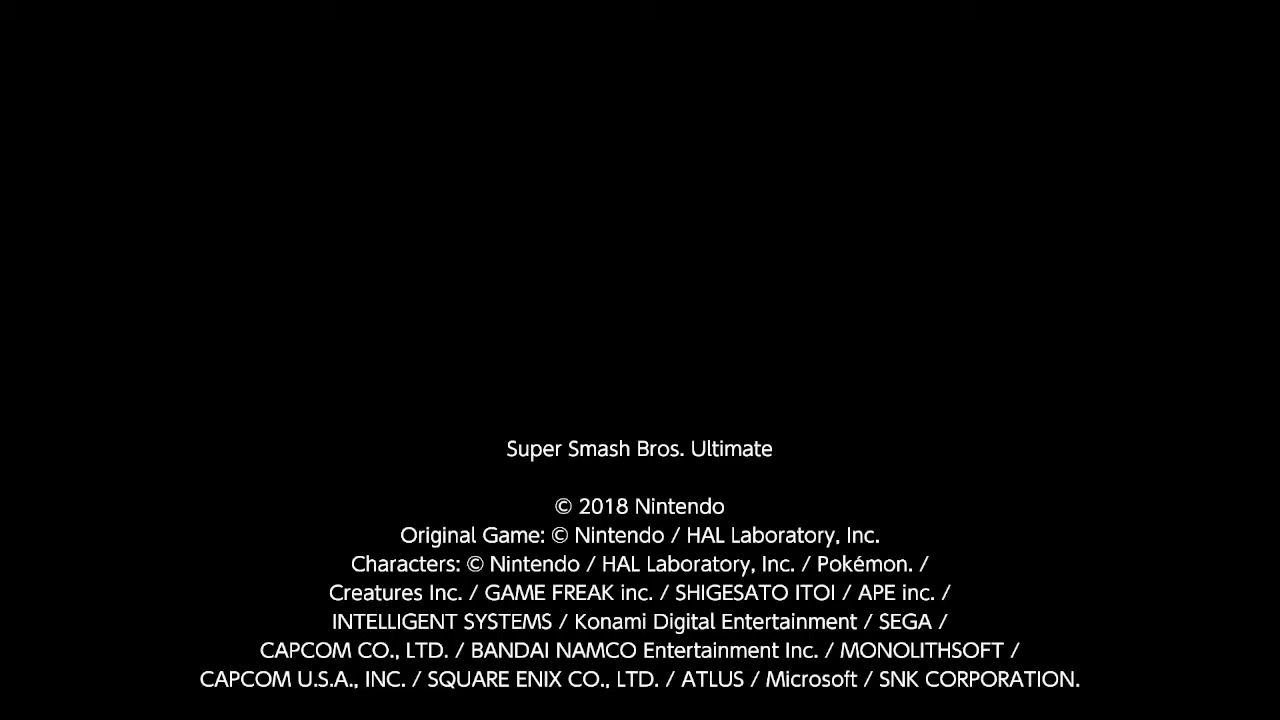 Super Smash Bros. Ultimate
© 2018 Nintendo
Original Game: © Nintendo / HAL Laboratory, Inc.
Characters: © Nintendo / HAL Laboratory, Inc. / Pokémon. /
Creatures Inc. / GAME FREAK inc. / SHIGESATO ITOI / APE inc. /
INTELLIGENT SYSTEMS / Konami Digital Entertainment / SEGA /
CAPCOM CO., LTD. / BANDAI NAMCO Entertainment Inc. / MONOLITHSOFT /
CAPCOM U.S.A., INC. / SQUARE ENIX CO., LTD. / ATLUS / Microsoft / SNK CORPORATION.